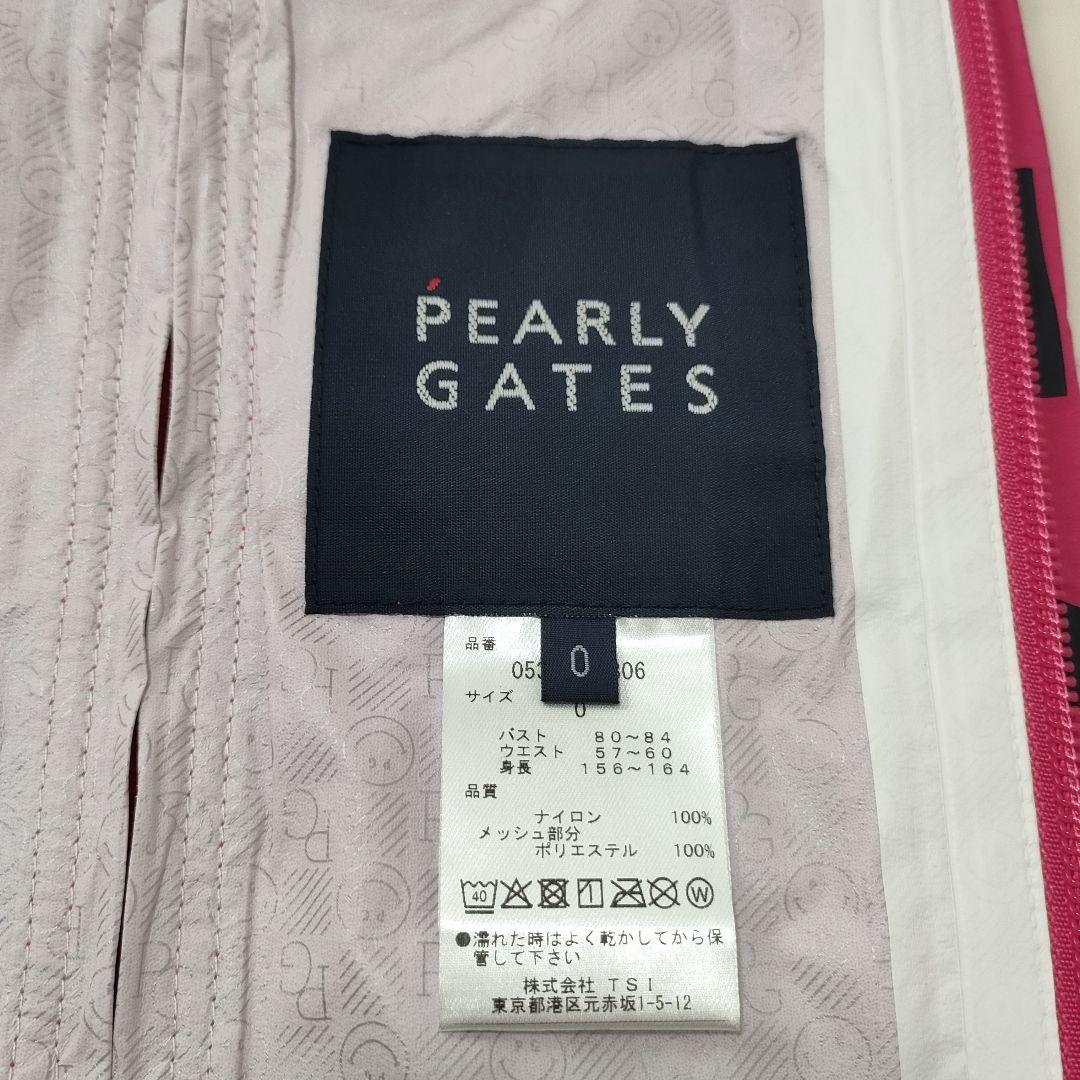 PEARLY
GATES
0
品番
サイズ
0
バスト 80～84
ウエスト 57～60
身長 156～164
品質
ナイロン 100%
メッシュ部分
ポリエステル 100%
40
W
●濡れた時はよく乾かしてから保
管して下さい
株式会社 TSI
東京都港区元赤坂1-5-12